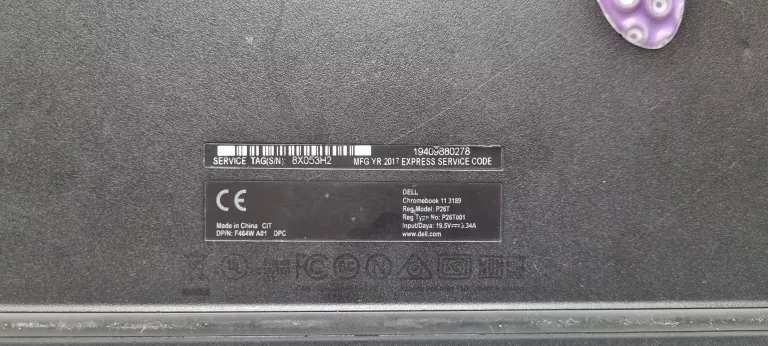 19409880278
SERVICE TAG(S/N): 8X053H2 MFG YR 2017 EXPRESS SERVICE CODE
CE
Made in China CIT
DP/N: F464W A01 DPC
DELL
Chromebook 11 3189
Reg Model: P26T
Reg Type No: P26T001
Input/Daya: 19.5V⎓3.34A
www.dell.com